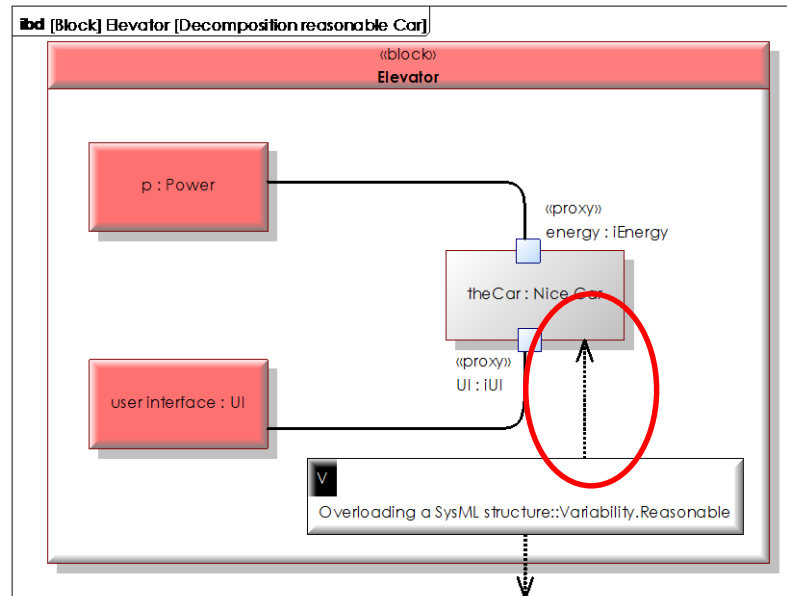 ibd [Block] Elevator [Decomposition reasonable Car]
«block»
Elevator
p : Power
«proxy»
energy : iEnergy
theCar : Nice Car
«proxy»
UI : iUI
user interface : UI
V
Overloading a SysML structure::Variability.Reasonable